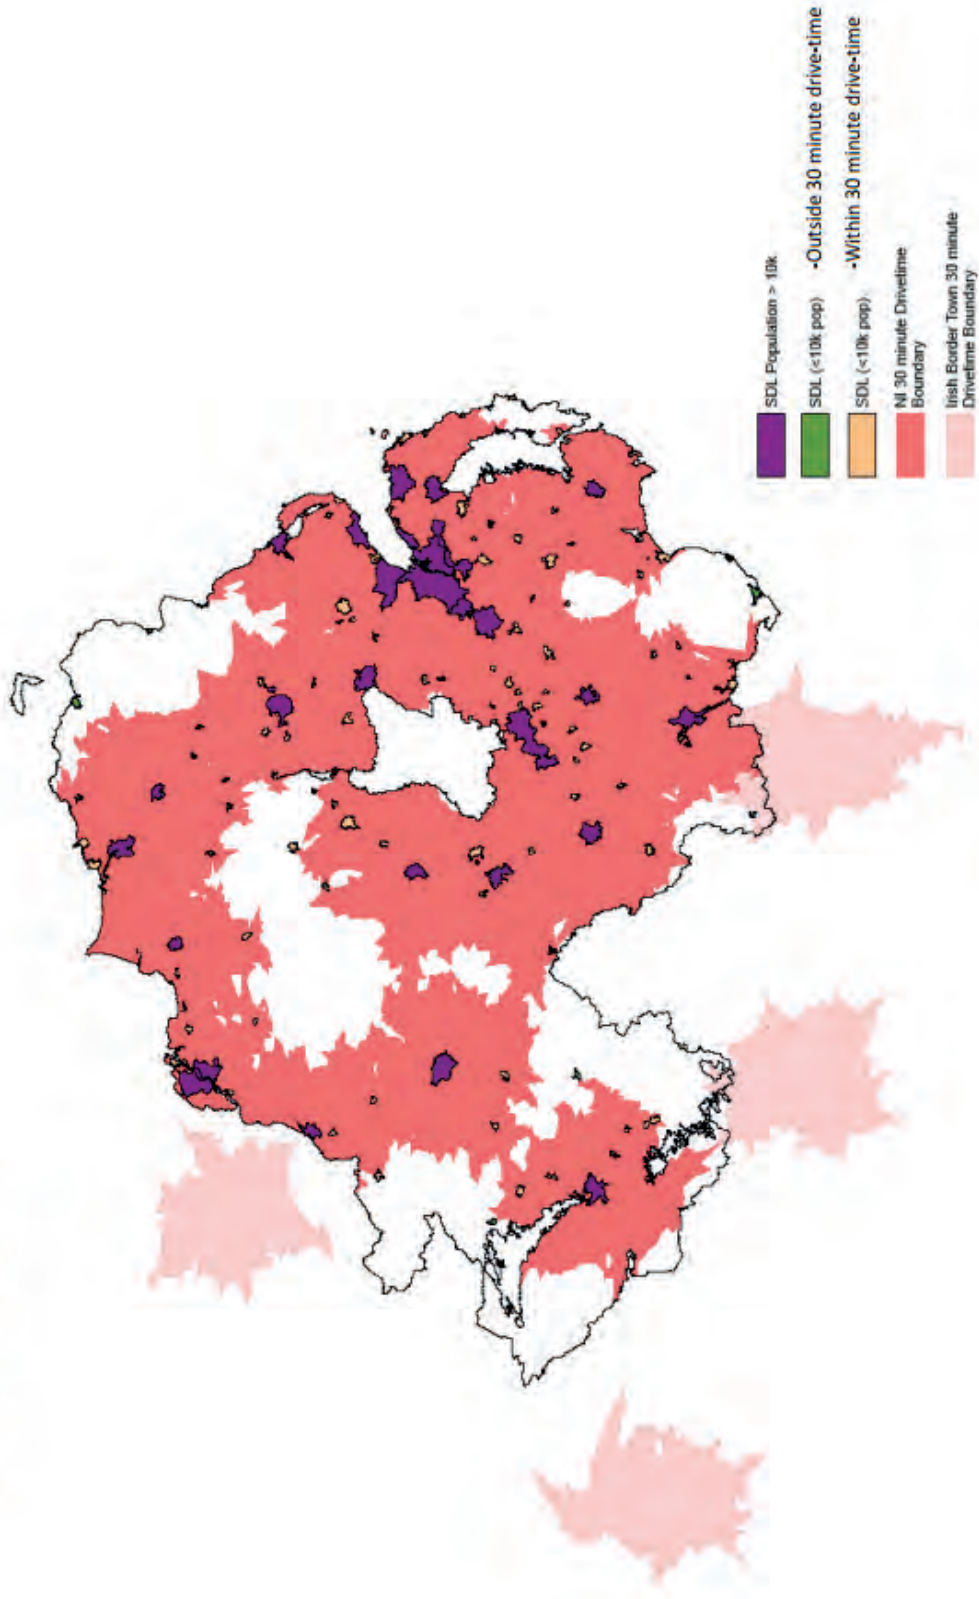 SDL Population > 10k
SDL (<10k pop) -Outside 30 minute drive-time
SDL (<10k pop). -Within 30 minute drive-time
NI 30 minute Drivetime
Boundary
Irish Border Town 30 minute
Drivetime Boundary